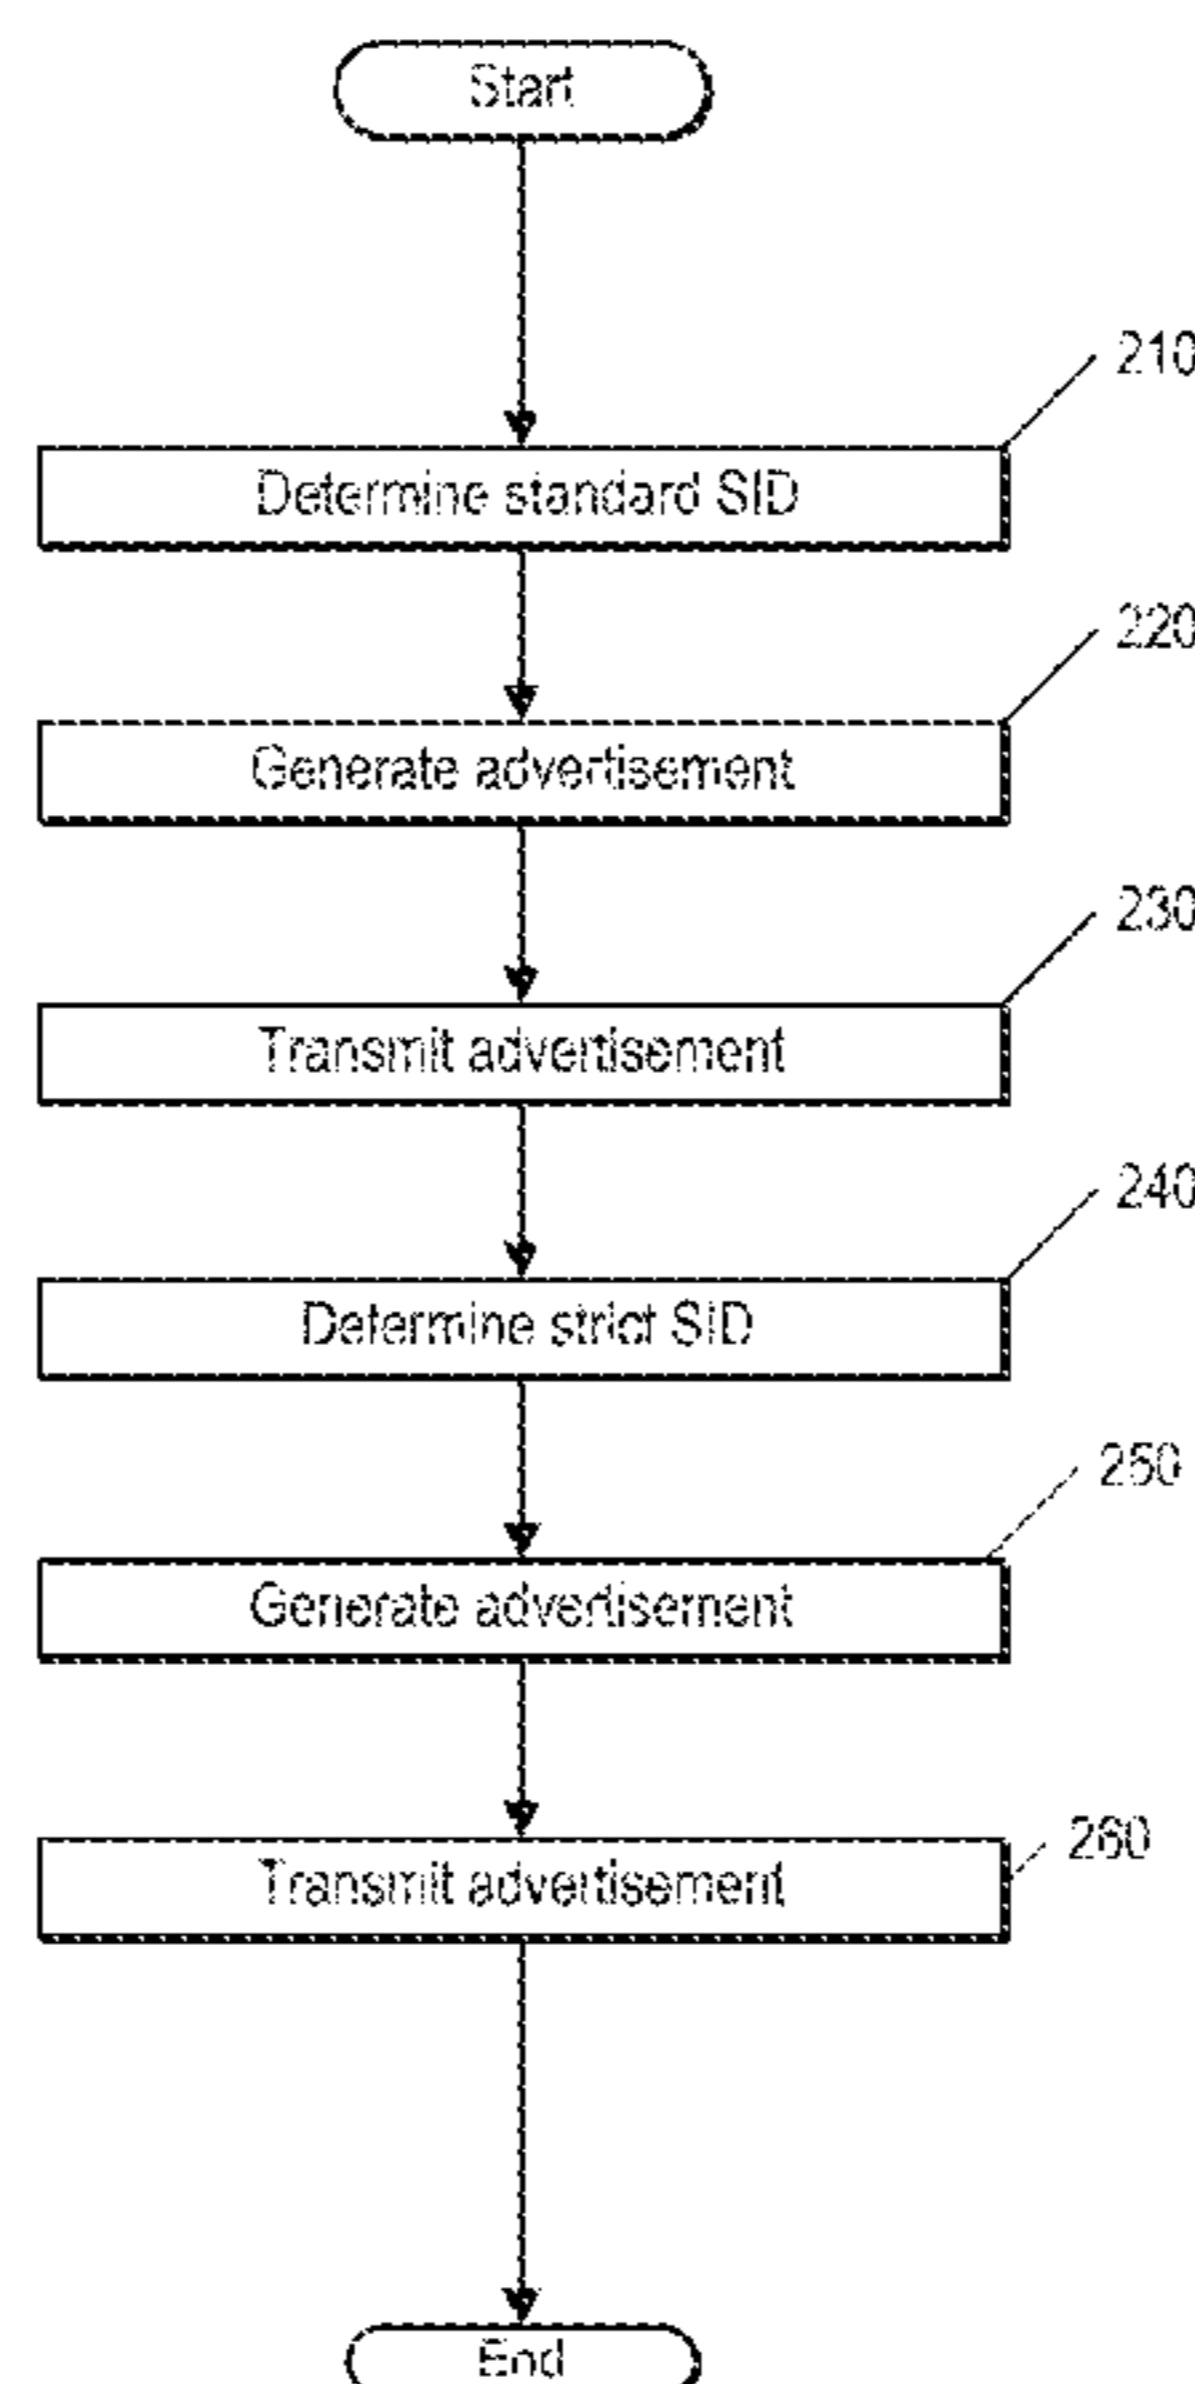 Start
210
Determine standard SID
220
Generate advertisement
230
Transmit advertisement
240
Determine strict SID
250
Generate advertisement
260
Transmit advertisement
End